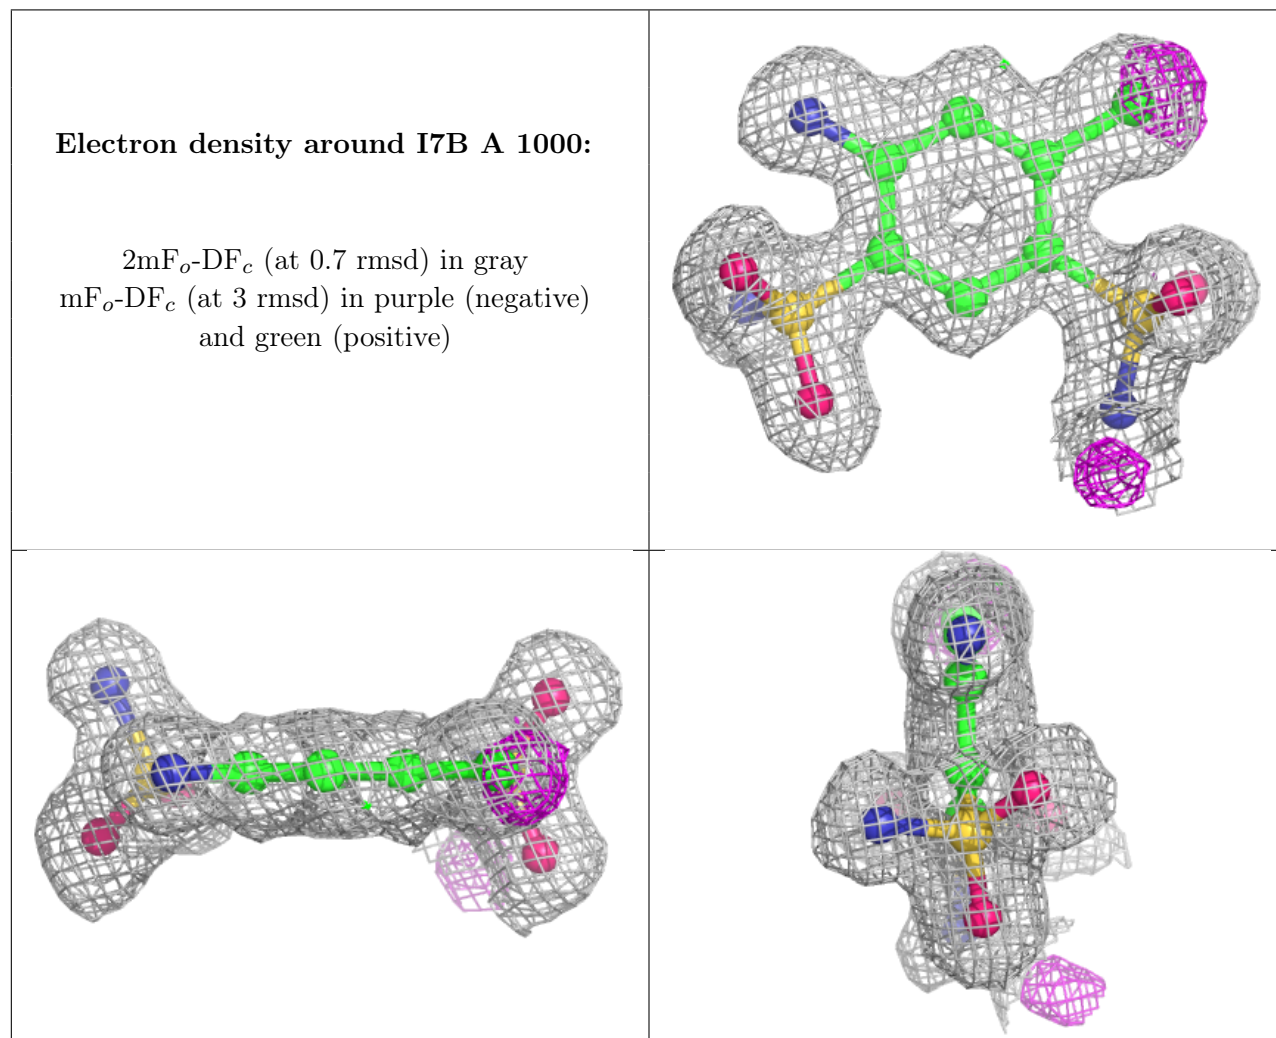 Electron density around I7B A 1000:
2mFo-DFc (at 0.7 rmsd) in gray
mFo-DFc (at 3 rmsd) in purple (negative)
and green (positive)